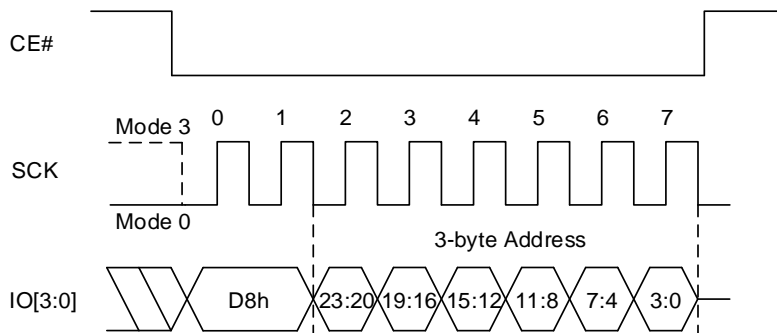 CE#
Mode 3 0 1 2 3 4 5 6 7
SCK
Mode 0
3-byte Address
IO[3:0] D8h 23:20 19:16 15:12 11:8 7:4 3:0